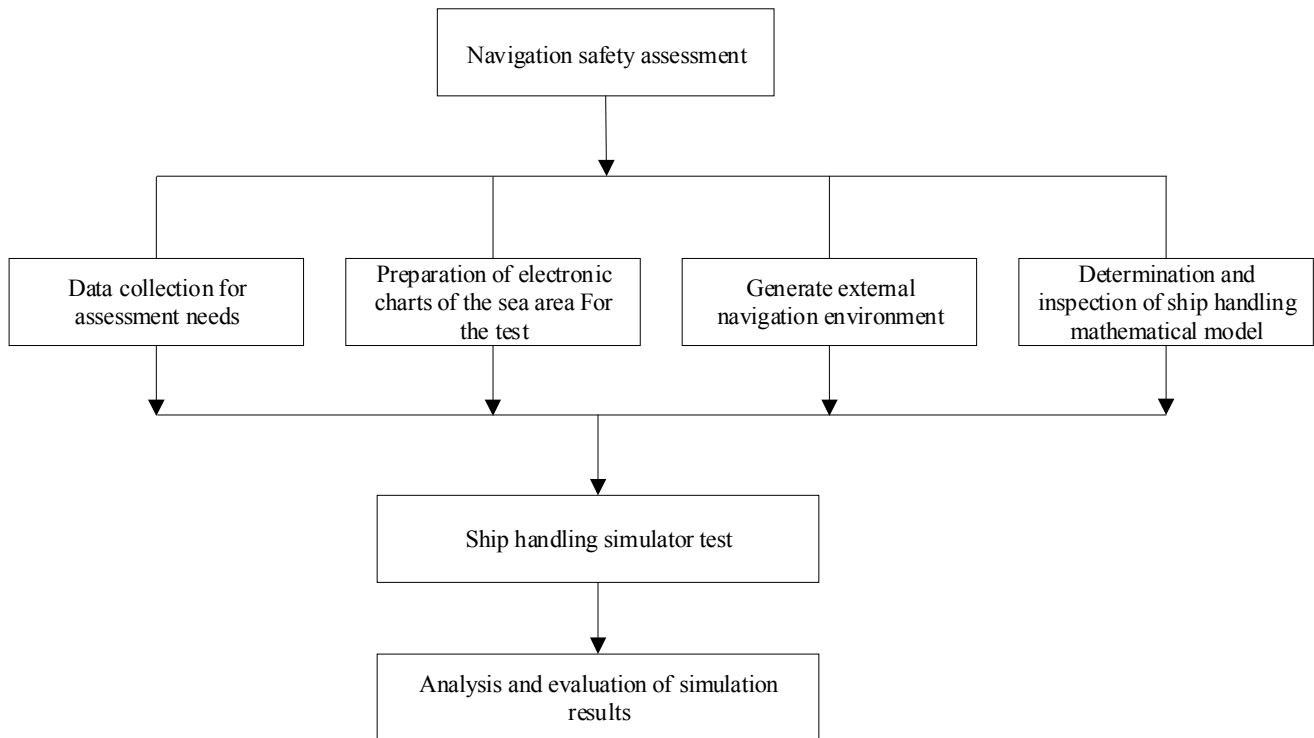 Navigation safety assessment
Data collection for
assessment needs
Preparation of electronic
charts of the sea area For
the test
Generate external
navigation environment
Determination and
inspection of ship handling
mathematical model
Ship handling simulator test
Analysis and evaluation of simulation
results